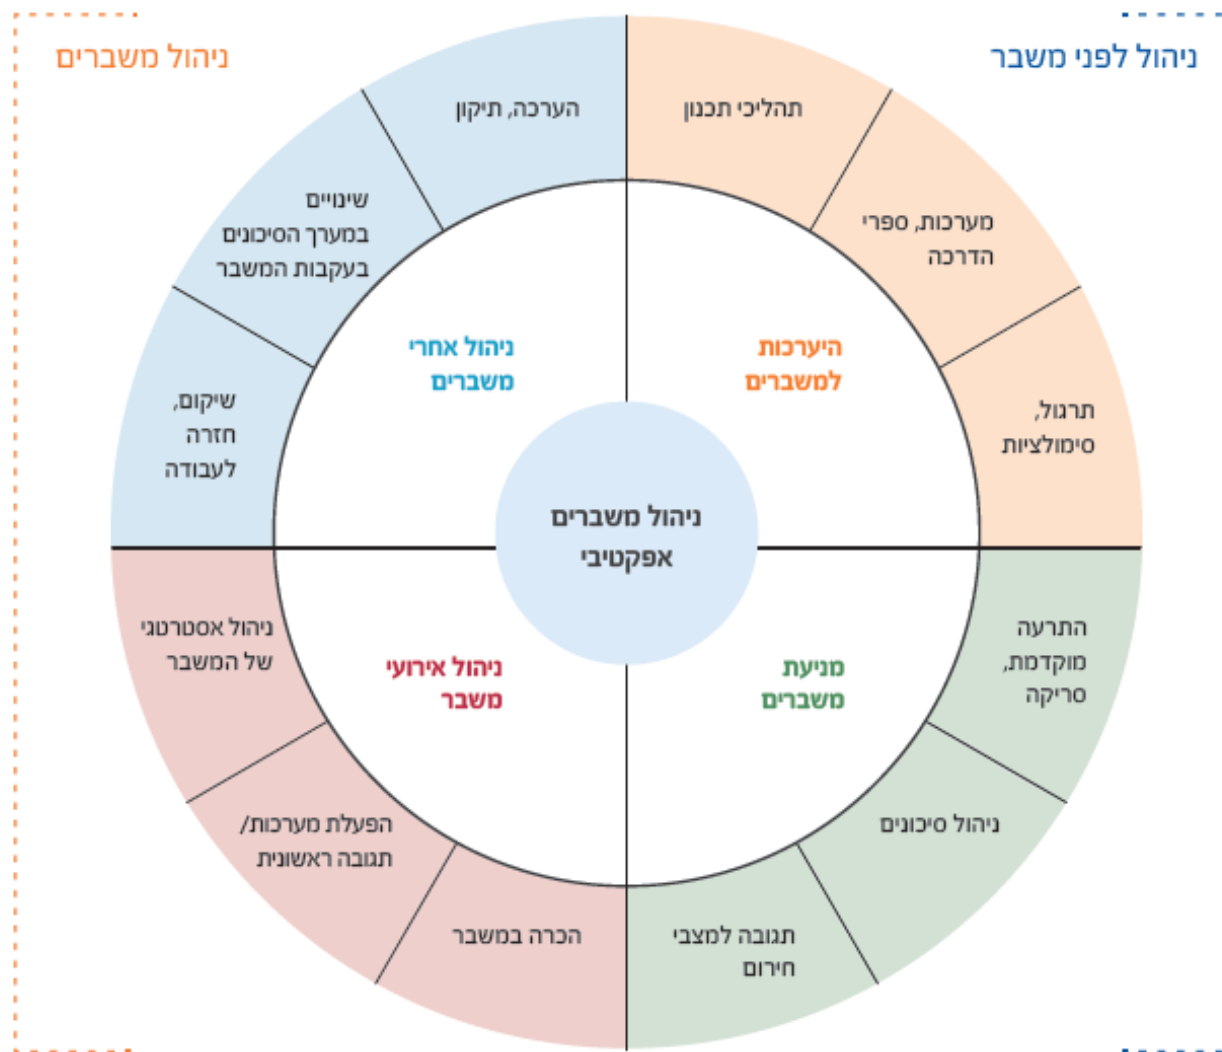 ניהול לפני משבר
ניהול משברים
תהליכי תכנון
מערכות, ספרי
הדרכה
תרגול,
סימולציות
היערכות
למשברים
התרעה
מוקדמת,
סריקה
ניהול סיכונים
תגובה למצבי
חירום
מניעת
משברים
הכרה במשבר
הפעלת מערכות/
תגובה ראשונית
ניהול אסטרטגי
של המשבר
ניהול אירועי
משבר
שיקום,
חזרה
לעבודה
שינויים
במערך הסיכונים
בעקבות המשבר
הערכה, תיקון
ניהול אחרי
משברים
ניהול משברים
אפקטיבי